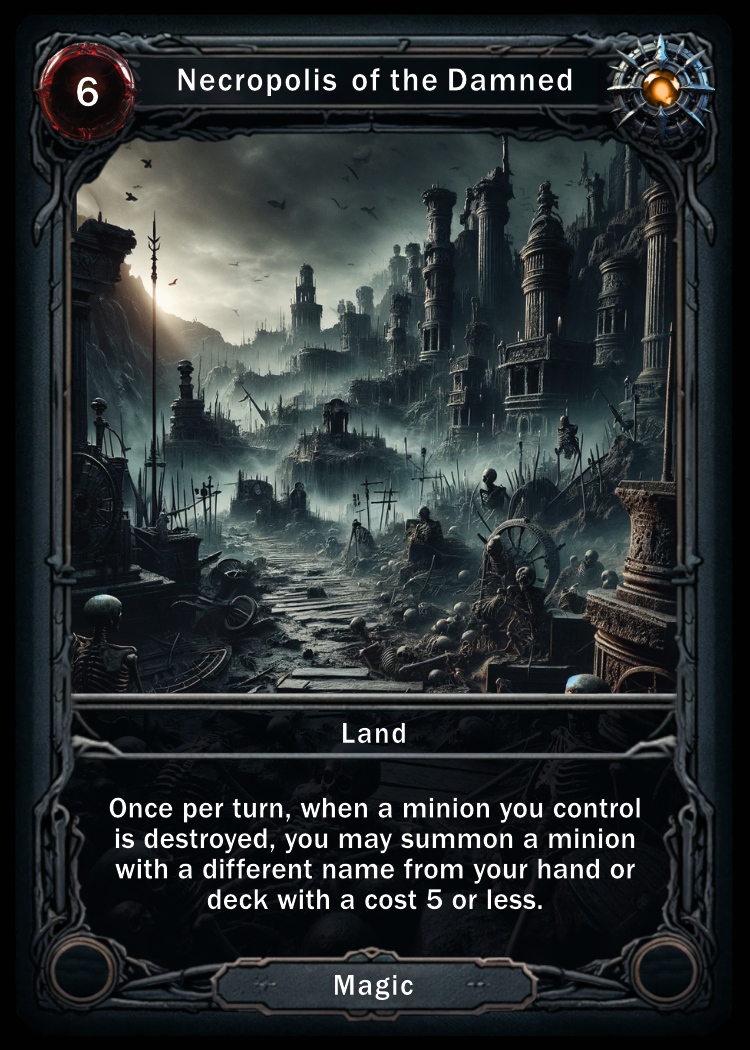 6
Necropolis of the Damned
Land
Once per turn, when a minion you control
is destroyed, you may summon a minion
with a different name from your hand or
deck with a cost 5 or less.
Magic